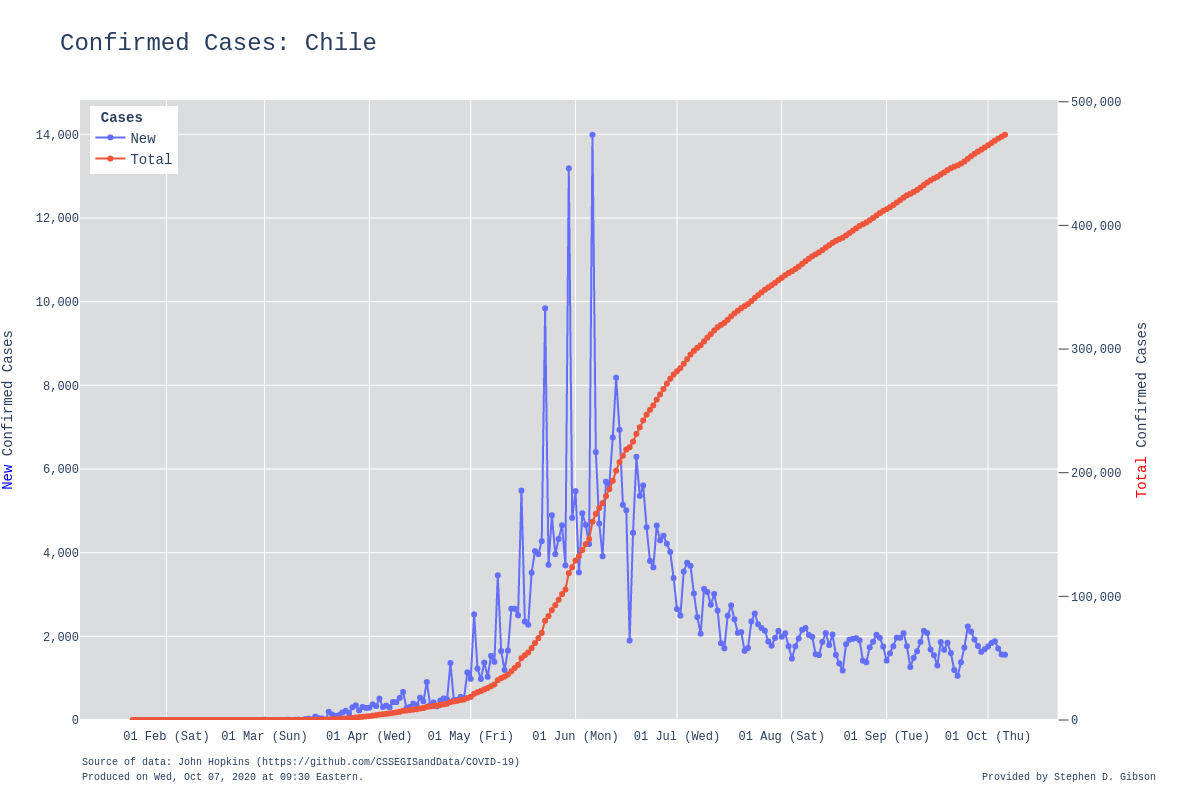 Confirmed Cases: Chile
Cases
New
Total
14,000
12,000
10,000
8,000
6,000
4,000
2,000
0
New Confirmed Cases
500,000
400,000
300,000
200,000
100,000
0
Total Confirmed Cases
01 Feb (Sat) 01 Mar (Sun) 01 Apr (Wed) 01 May (Fri) 01 Jun (Mon) 01 Jul (Wed) 01 Aug (Sat) 01 Sep (Tue) 01 Oct (Thu)
Source of data: John Hopkins (https://github.com/CSSEGISandData/COVID-19)
Produced on Wed, Oct 07, 2020 at 09:30 Eastern.
Provided by Stephen D. Gibson